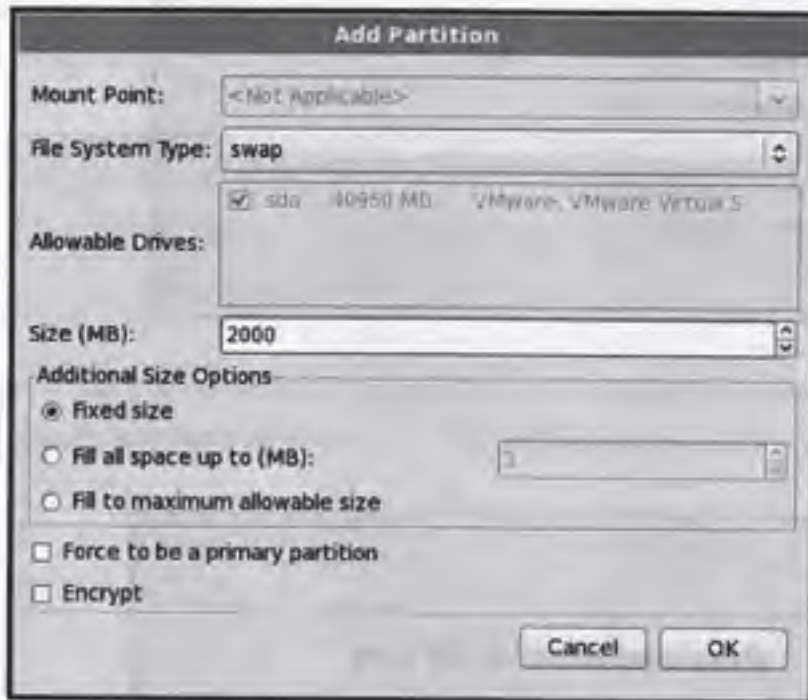 Add Partition
Mount Point: <Not Applicable>
File System Type: swap
sda 40950 MB VMware, VMware Virtual S
Allowable Drives:
Size (MB): 2000
Additional Size Options
Fixed size
Fill all space up to (MB):
Fill to maximum allowable size
Force to be a primary partition
Encrypt
Cancel OK